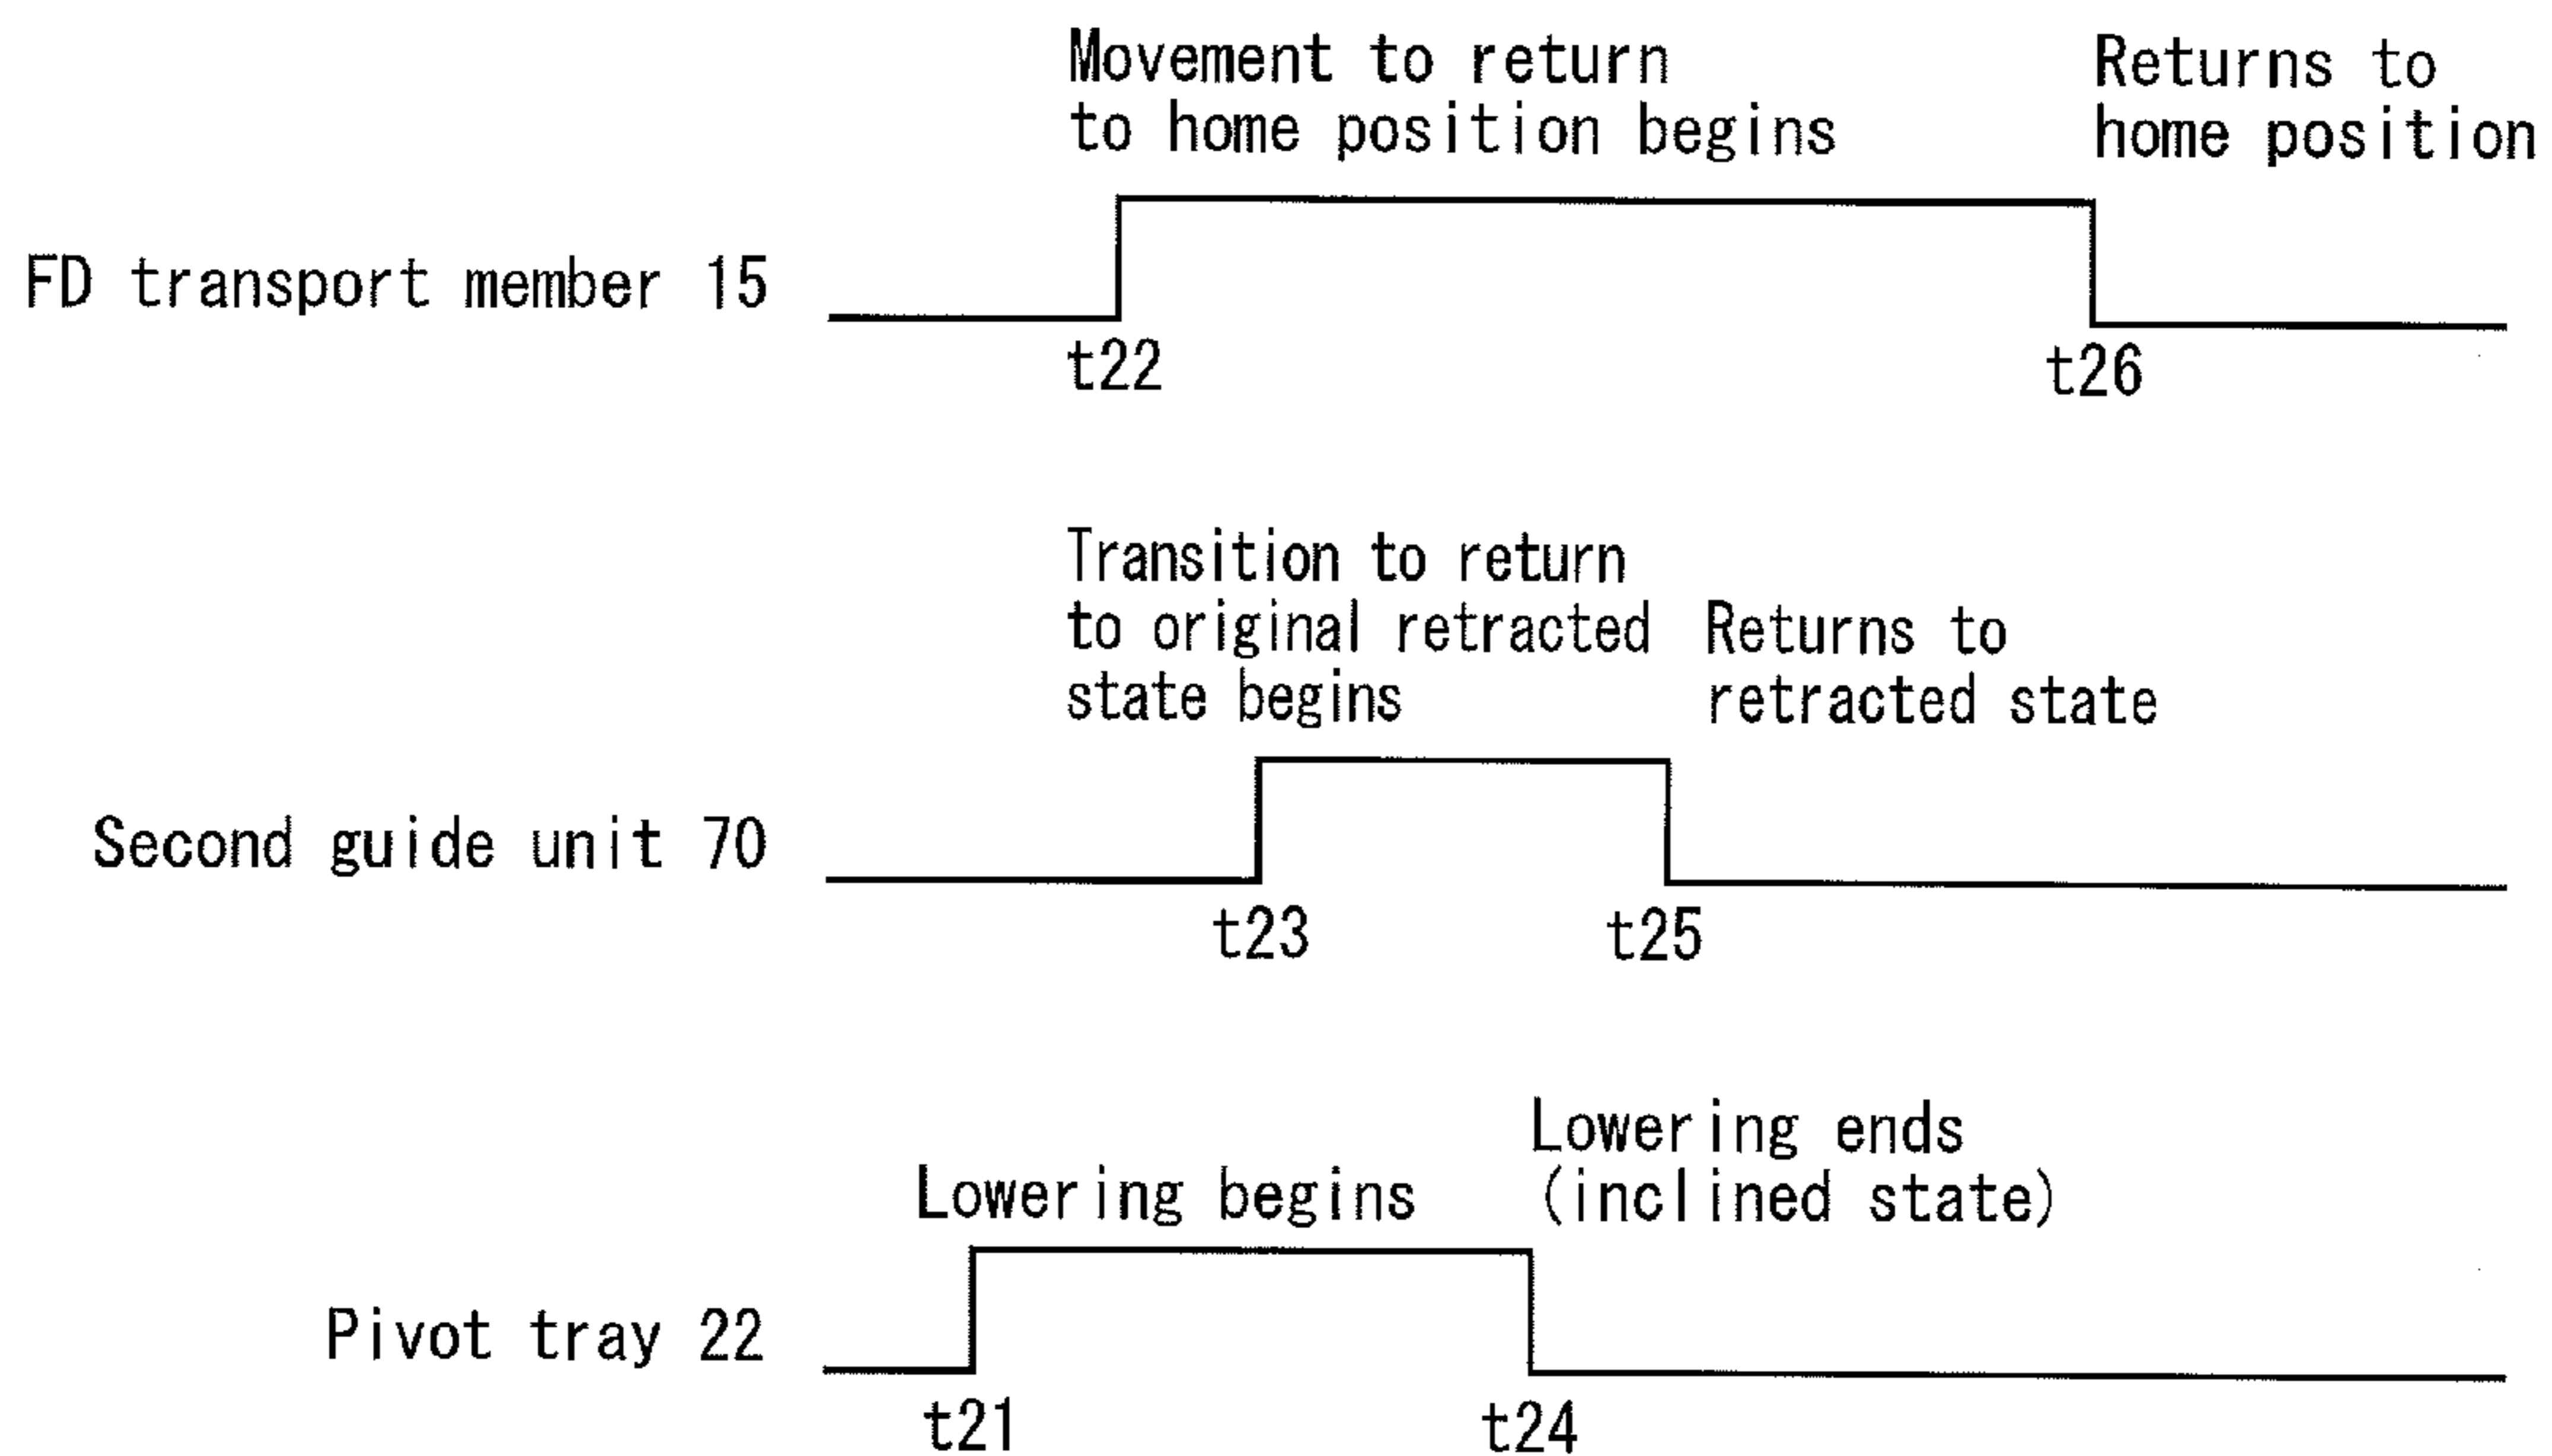 Movement to return
to home position begins
Returns to
home position
FD transport member 15
t22
t26
Transition to return
to original retracted
state begins
Returns to
retracted state
Second guide unit 70
t23
t25
Lowering begins
Lowering ends
(inclined state)
Pivot tray 22
t21
t24